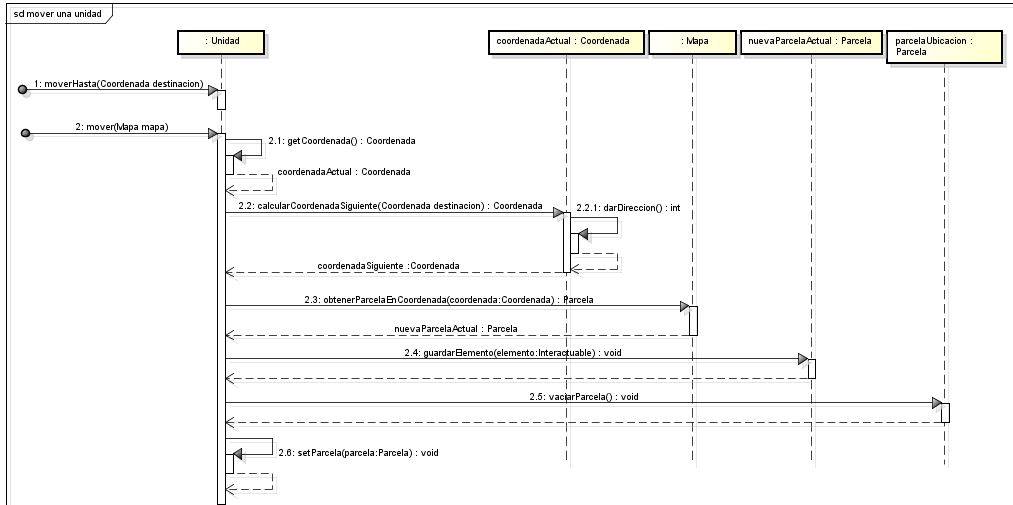 sd mover una unidad
: Unidad
coordenadaActual : Coordenada
: Mapa
nuevaParcelaActual : Parcela
parcelaUbicacion :
Parcela
1: moverHasta(Coordenada destinacion)
2: mover(Mapa mapa)
2.1: getCoordenada() : Coordenada
coordenadaActual : Coordenada
2.2: calcularCoordenadaSiguiente(Coordenada destinacion) : Coordenada
2.2.1: darDireccion() : int
coordenadaSiguiente :Coordenada
2.3: obtenerParcelaEnCoordenada(coordenada:Coordenada) : Parcela
nuevaParcelaActual : Parcela
2.4: guardarElemento(elemento:Interactuable) : void
2.5: vaciarParcela() : void
2.6: setParcela(parcela:Parcela) : void